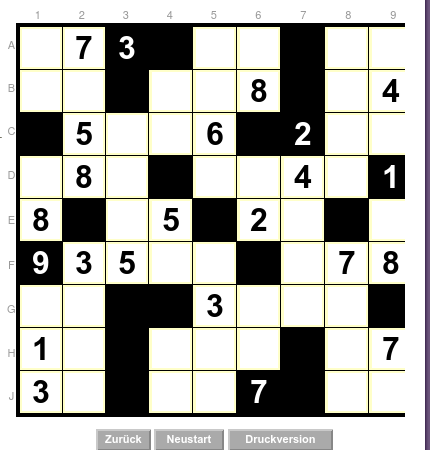 1 2 3 4 5 6 7 8 9
A 7 3
B 8 4
C 5 6 2
D 8 4 1
E 8 5 2
F 9 3 5 7 8
G 3
H 1 7
J 3 7
Zurück Neustart Druckversion